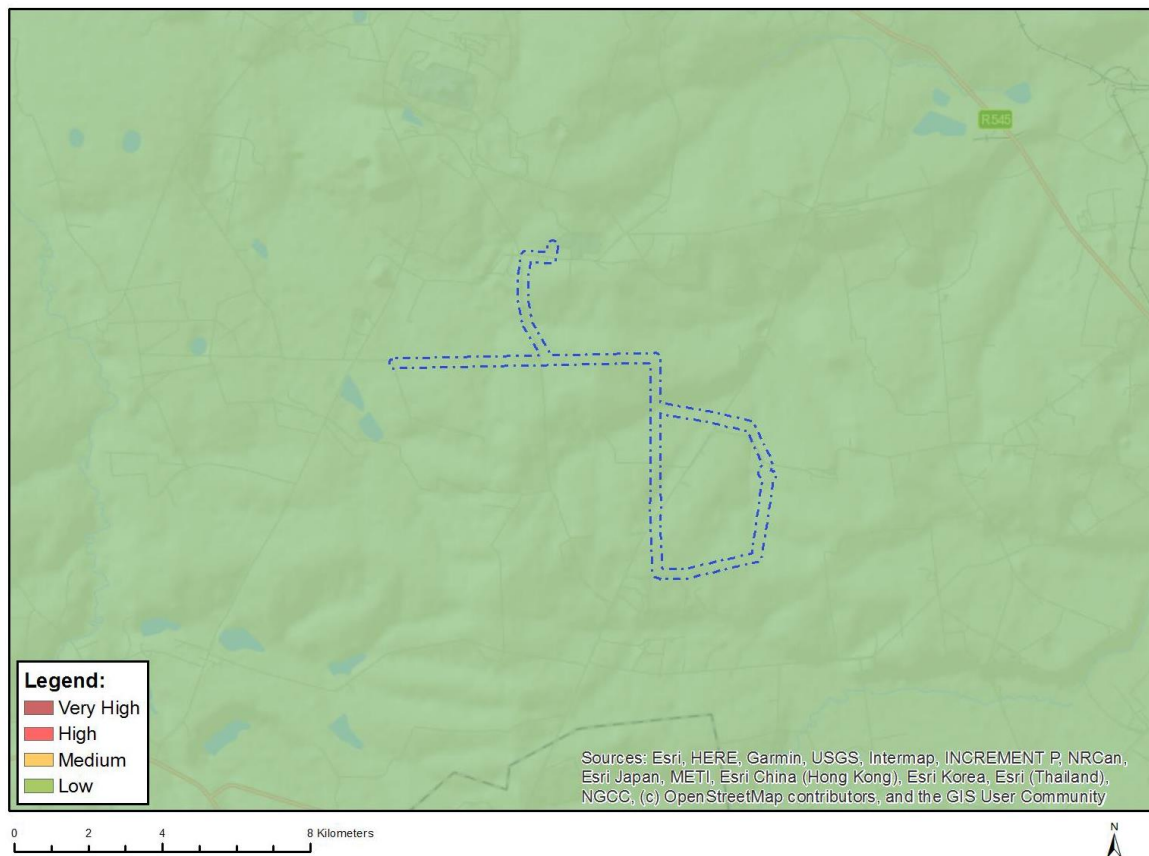 R545
Legend:
Very High
High
Medium
Low
Sources: Esri, HERE, Garmin, USGS, Intermap, INCREMENT P, NRCan,
Esri Japan, METI, Esri China (Hong Kong), Esri Korea, Esri (Thailand),
NGCC, (c) OpenStreetMap contributors, and the GIS User Community
0 2 4 8 Kilometers
N